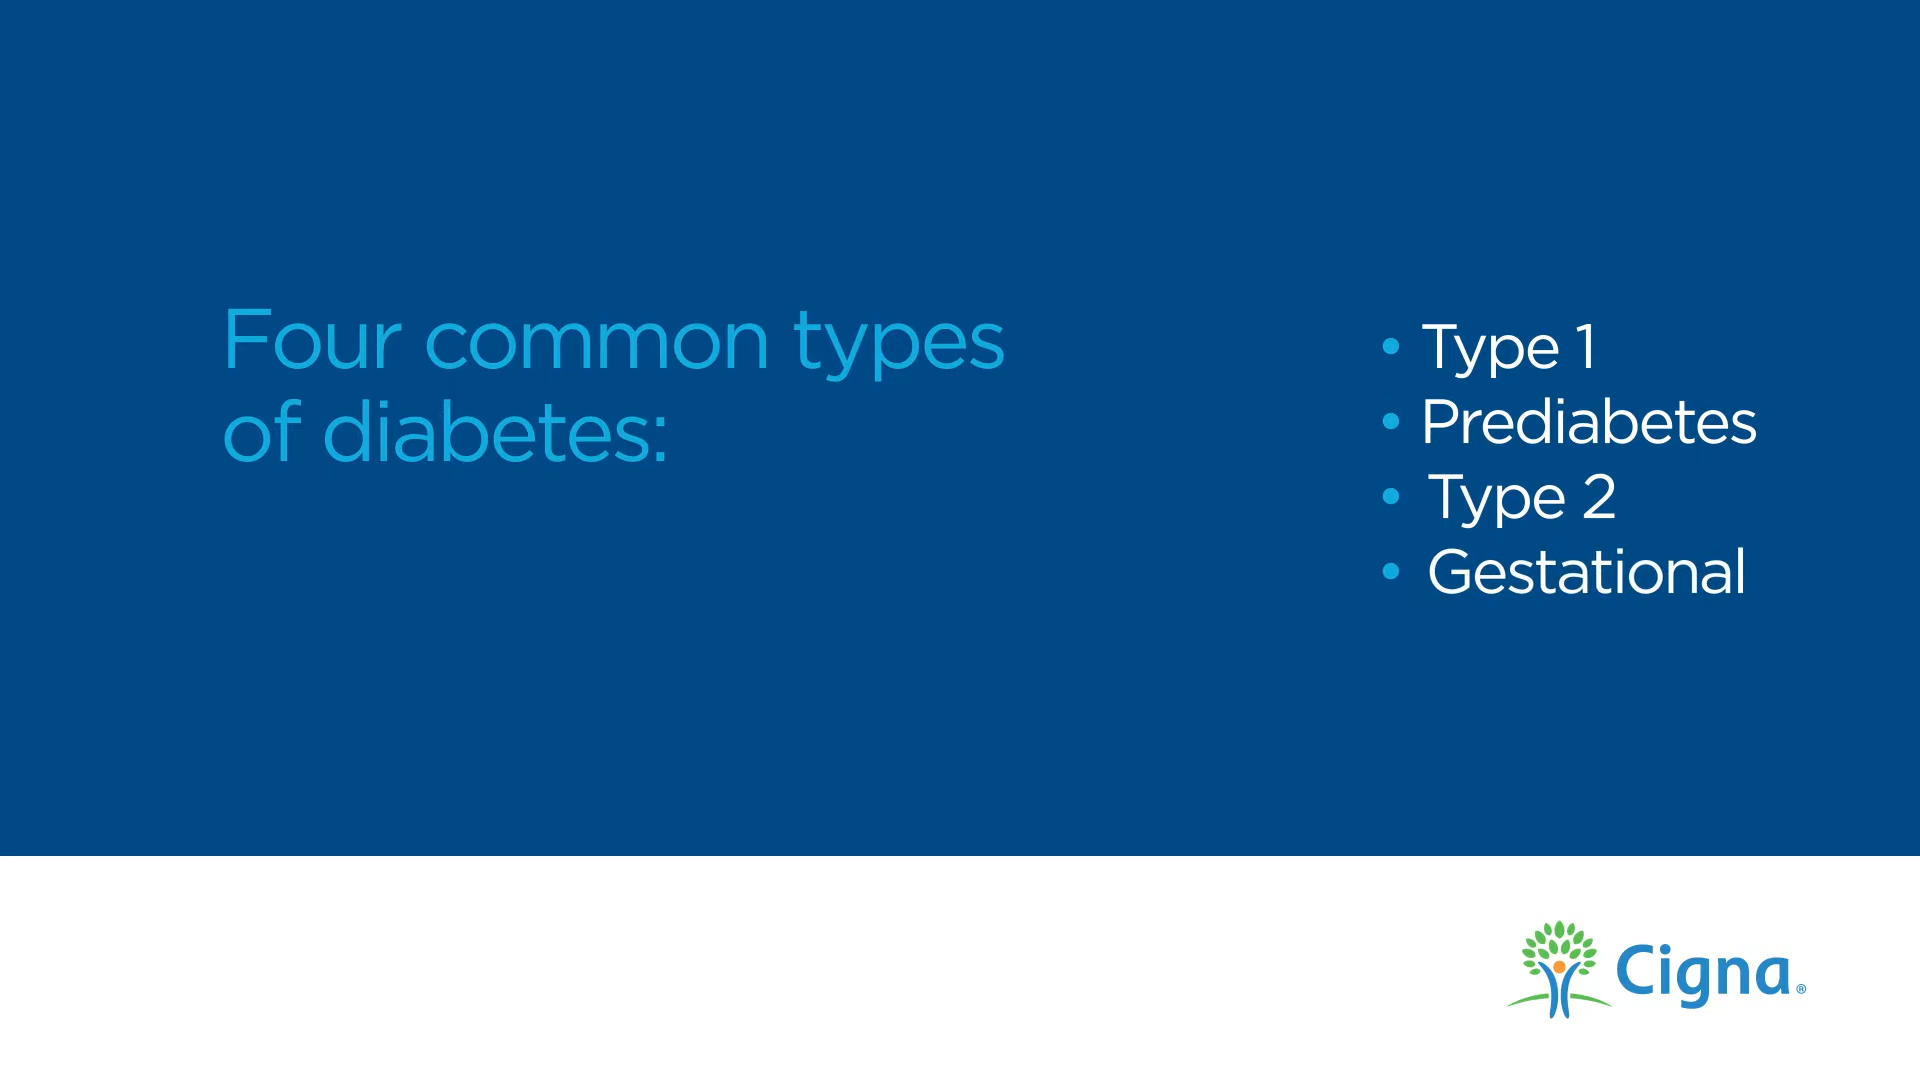 Four common types
of diabetes:
• Type 1
• Prediabetes
• Type 2
• Gestational
Cigna®